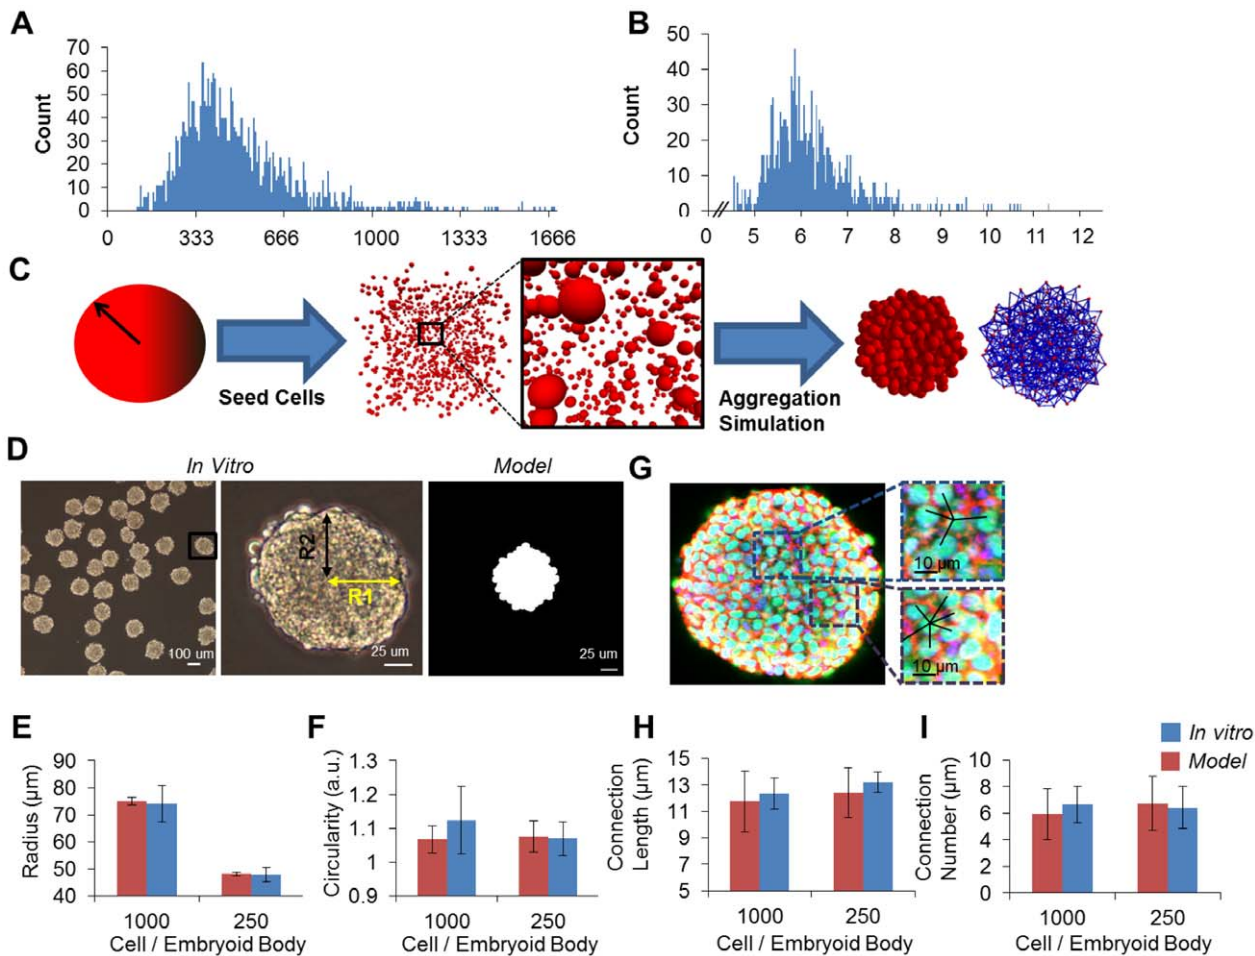 A
70
60
50
40
30
20
10
0
Count
0 333 666 1000 1333 1666
B
50
40
30
20
10
0
Count
0 5 6 7 8 9 10 11 12
C
Seed Cells
Aggregation
Simulation
D
In Vitro
Model
100 um
R2
R1
25 um
25 um
G
10 µm
10 µm
E
90
80
70
60
50
40
Radius (µm)
1000 250
Cell / Embryoid Body
F
1.3
1.2
1.1
1
0.9
Circularity (a.u.)
1000 250
Cell / Embryoid Body
H
15
13
11
9
7
5
Connection
Length (µm)
1000 250
Cell / Embryoid Body
I
In vitro
Model
10
8
6
4
2
0
Connection
Number (µm)
1000 250
Cell / Embryoid Body